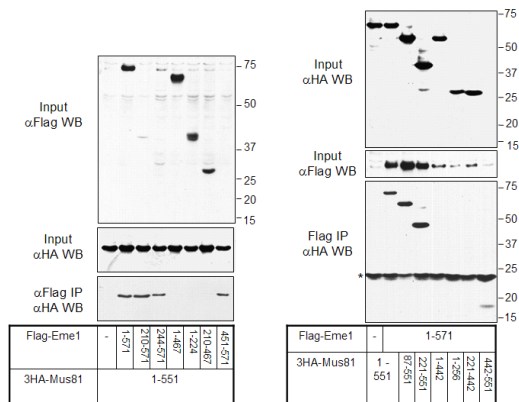 Input
αFlag WB
75
50
37
25
20
15
Input
αHA WB
αFlag IP
αHA WB
Flag-Eme1
-
1-571
210-571
244-571
1-467
1-224
210-467
451-571
3HA-Mus81
1-551
Input
αHA WB
75
50
37
25
20
15
Input
αFlag WB
Flag IP
αHA WB
75
50
37
25
20
15
*
Flag-Eme1
-
1-571
3HA-Mus81
1 -
551
87-551
221-551
1-442
1-256
221-442
442-551